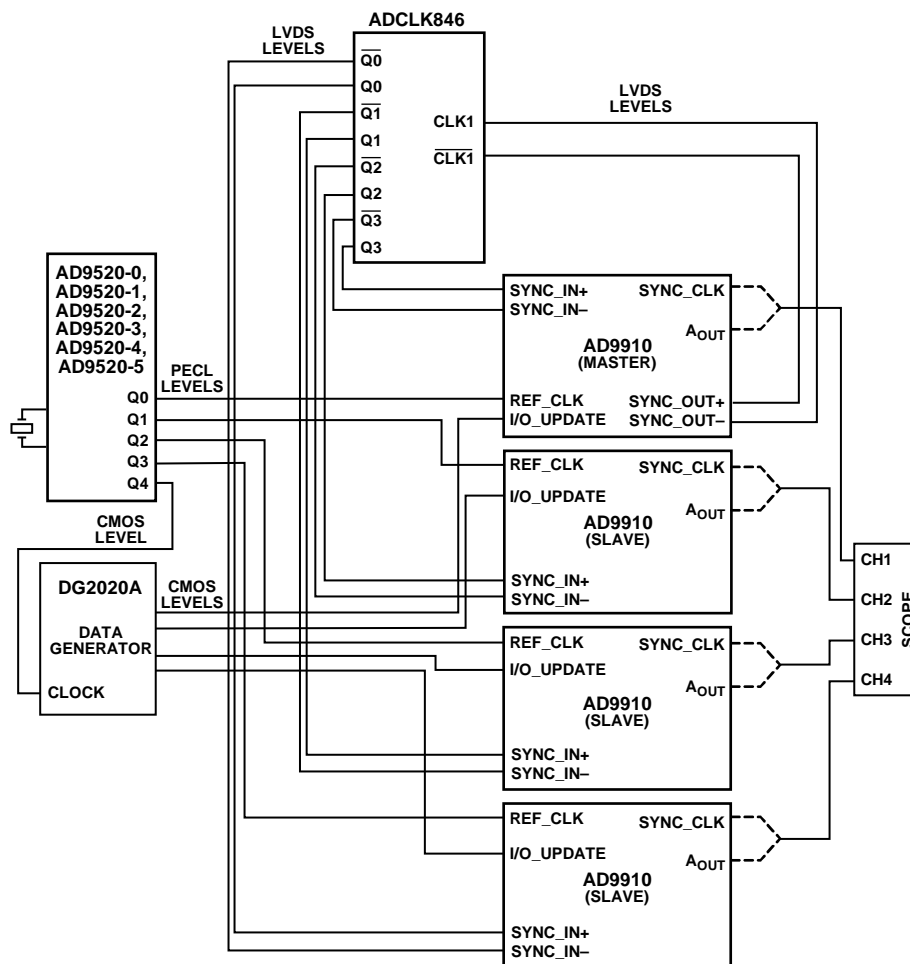 ADCLK846
LVDS
LEVELS
Q0
Q0
Q1
Q1
Q2
Q2
Q3
Q3
CLK1
CLK1
LVDS
LEVELS
AD9520-0,
AD9520-1,
AD9520-2,
AD9520-3,
AD9520-4,
AD9520-5
Q0
Q1
Q2
Q3
Q4
PECL
LEVELS
CMOS
LEVEL
DG2020A
DATA
GENERATOR
CLOCK
CMOS
LEVELS
SYNC_IN+
SYNC_IN–
SYNC_CLK
AOUT
AD9910
(MASTER)
REF_CLK
I/O_UPDATE
SYNC_OUT+
SYNC_OUT–
REF_CLK
SYNC_CLK
I/O_UPDATE
AOUT
AD9910
(SLAVE)
SYNC_IN+
SYNC_IN–
REF_CLK
SYNC_CLK
I/O_UPDATE
AOUT
AD9910
(SLAVE)
SYNC_IN+
SYNC_IN–
REF_CLK
SYNC_CLK
I/O_UPDATE
AOUT
AD9910
(SLAVE)
SYNC_IN+
SYNC_IN–
CH1
CH2
CH3
CH4
SCOPE